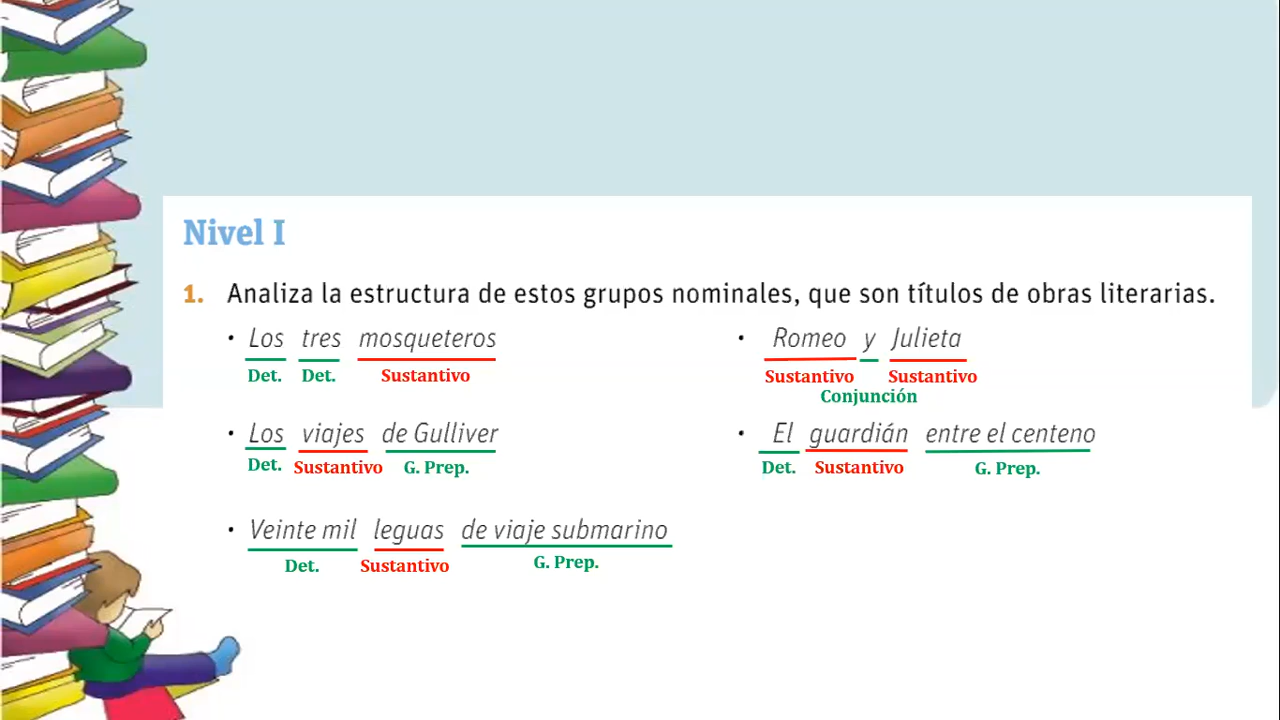 Nivel I
1. Analiza la estructura de estos grupos nominales, que son títulos de obras literarias.
• Los tres mosqueteros
Det. Det. Sustantivo
• Romeo y Julieta
Sustantivo Sustantivo
Conjunción
• Los viajes de Gulliver
Det. Sustantivo G. Prep.
• El guardián entre el centeno
Det. Sustantivo G. Prep.
• Veinte mil leguas de viaje submarino
Det. Sustantivo G. Prep.